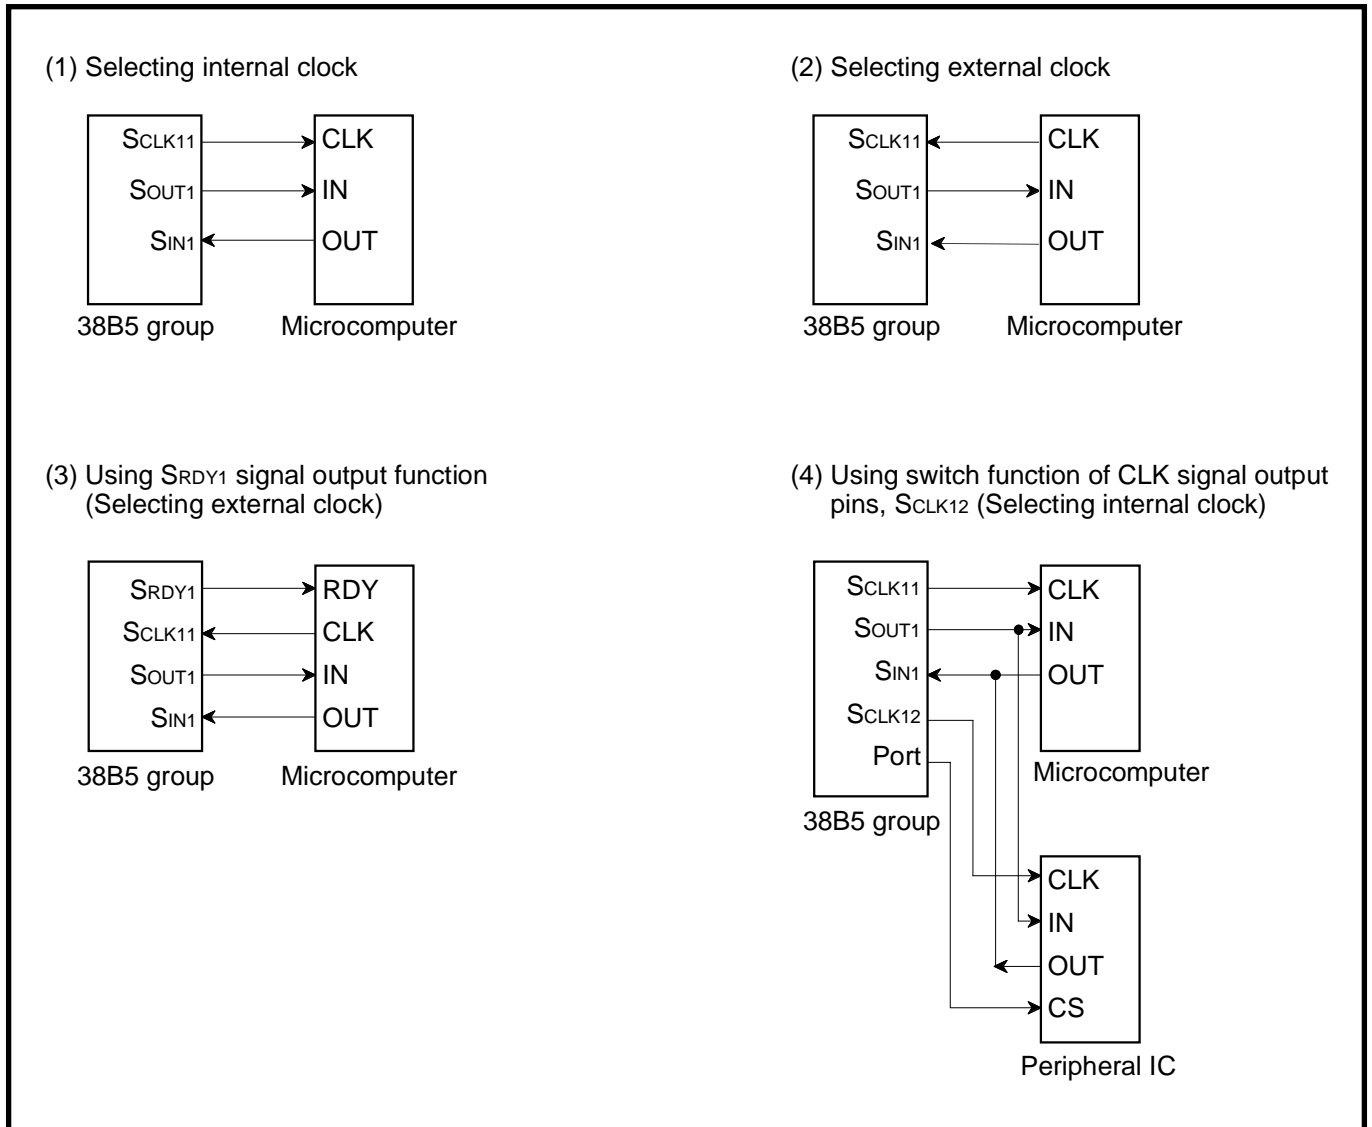 (1) Selecting internal clock
SCLK11
SOUT1
SIN1
CLK
IN
OUT
38B5 group
Microcomputer
(2) Selecting external clock
SCLK11
SOUT1
SIN1
CLK
IN
OUT
38B5 group
Microcomputer
(3) Using SRDY1 signal output function
(Selecting external clock)
SRDY1
SCLK11
SOUT1
SIN1
RDY
CLK
IN
OUT
38B5 group
Microcomputer
(4) Using switch function of CLK signal output
pins, SCLK12 (Selecting internal clock)
SCLK11
SOUT1
SIN1
SCLK12
Port
38B5 group
CLK
IN
OUT
Microcomputer
CLK
IN
OUT
CS
Peripheral IC